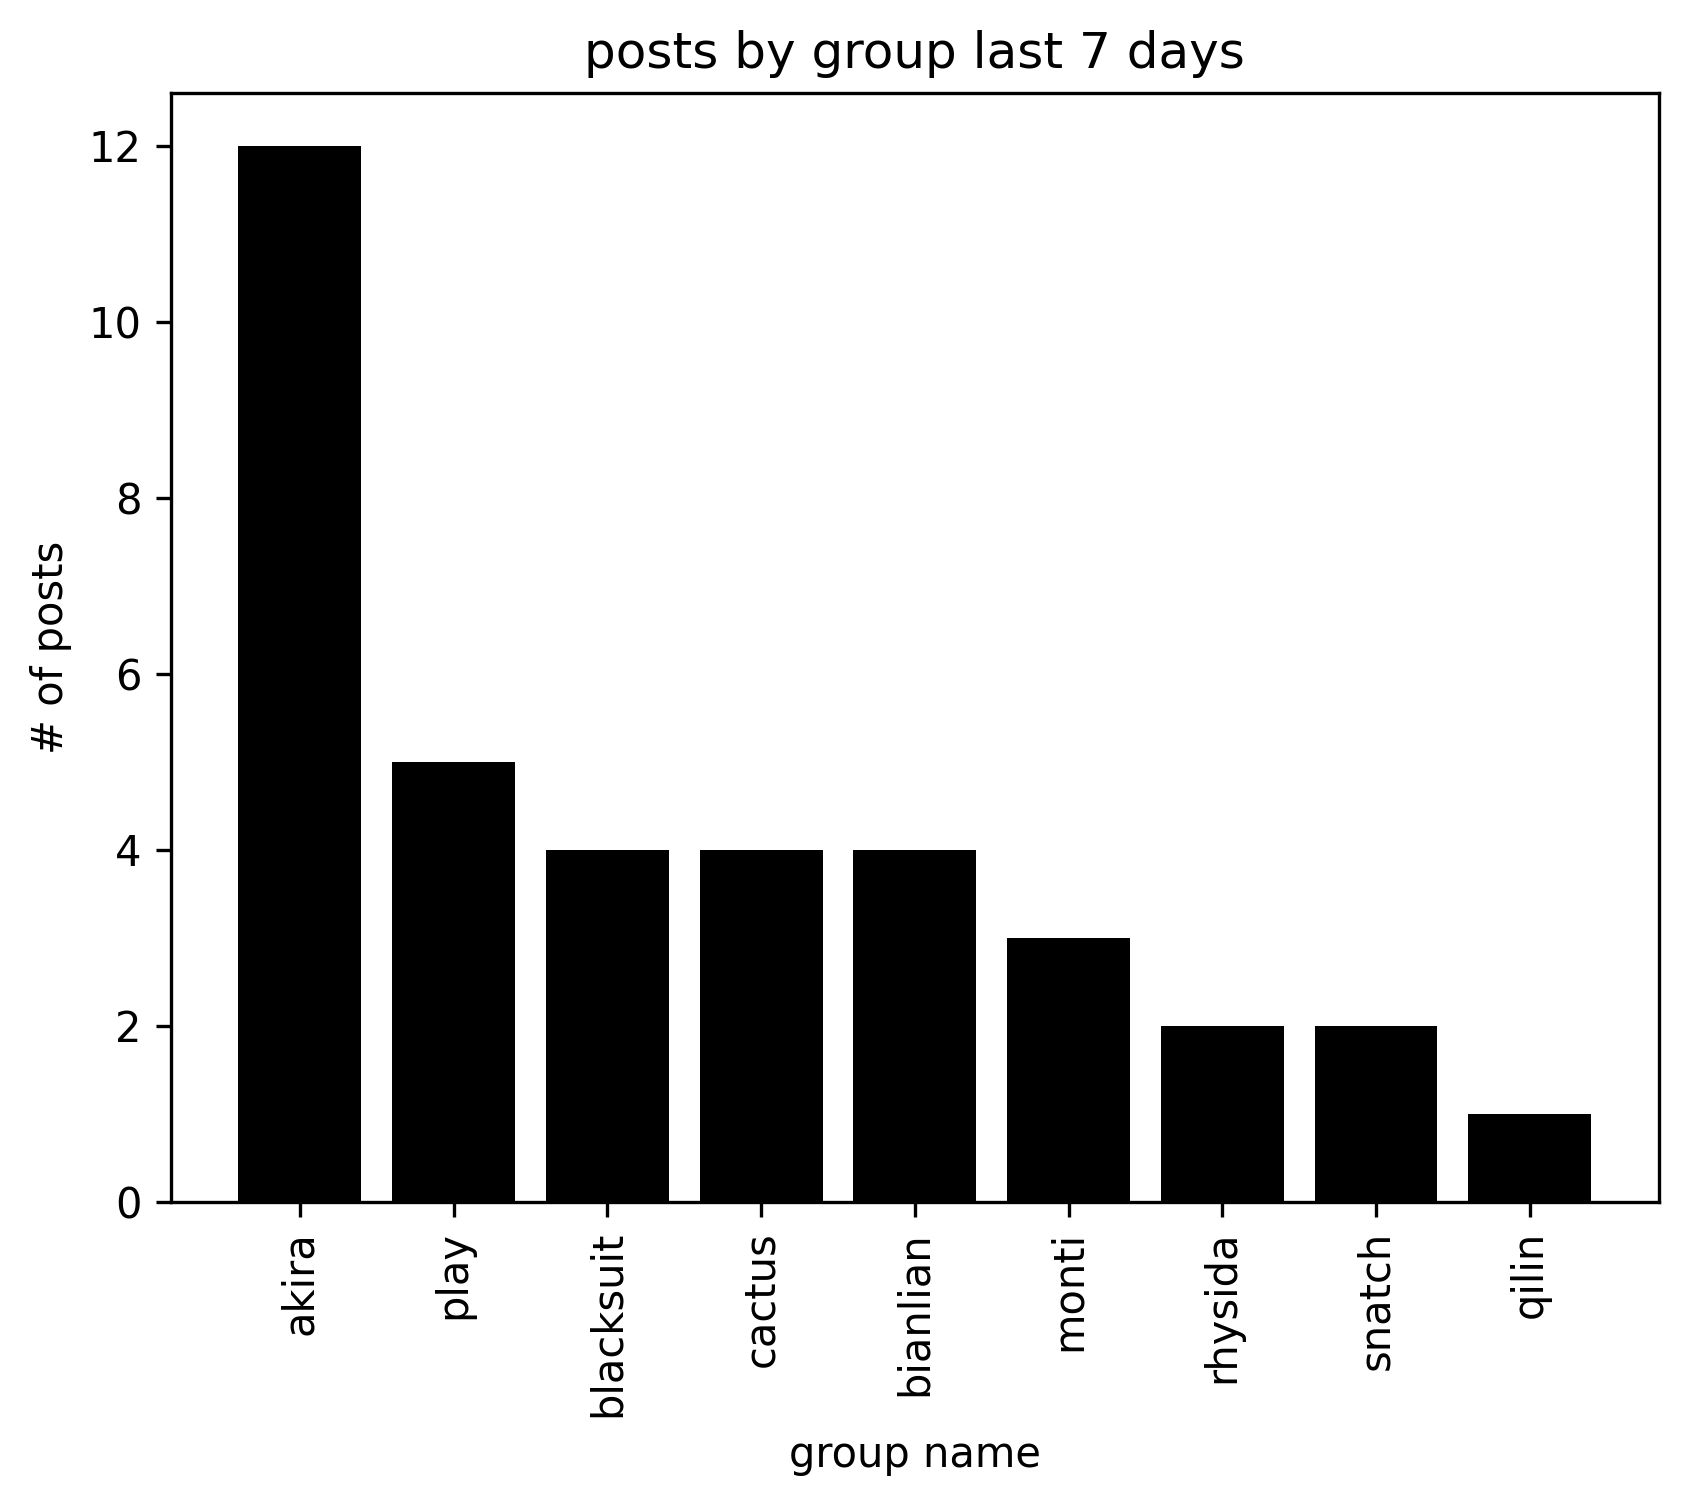 posts by group last 7 days
12
10
8
6
4
2
0
# of posts
akira
play
blacksuit
cactus
bianlian
monti
rhysida
snatch
qilin
group name